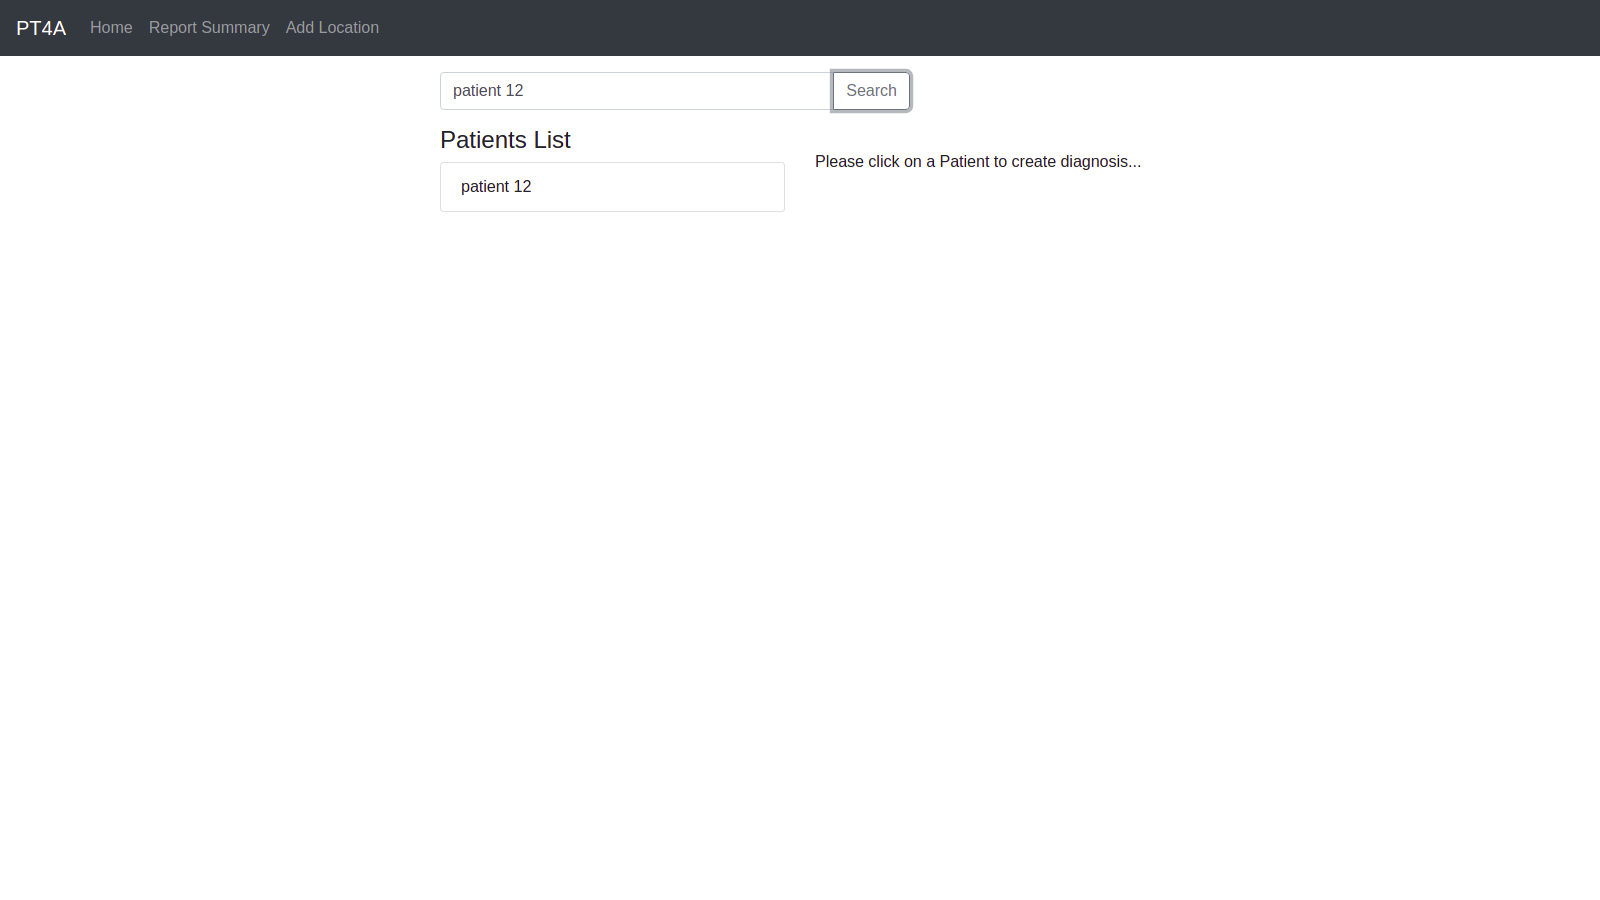 PT4A Home Report Summary Add Location
patient 12 Search
Patients List
patient 12
Please click on a Patient to create diagnosis...